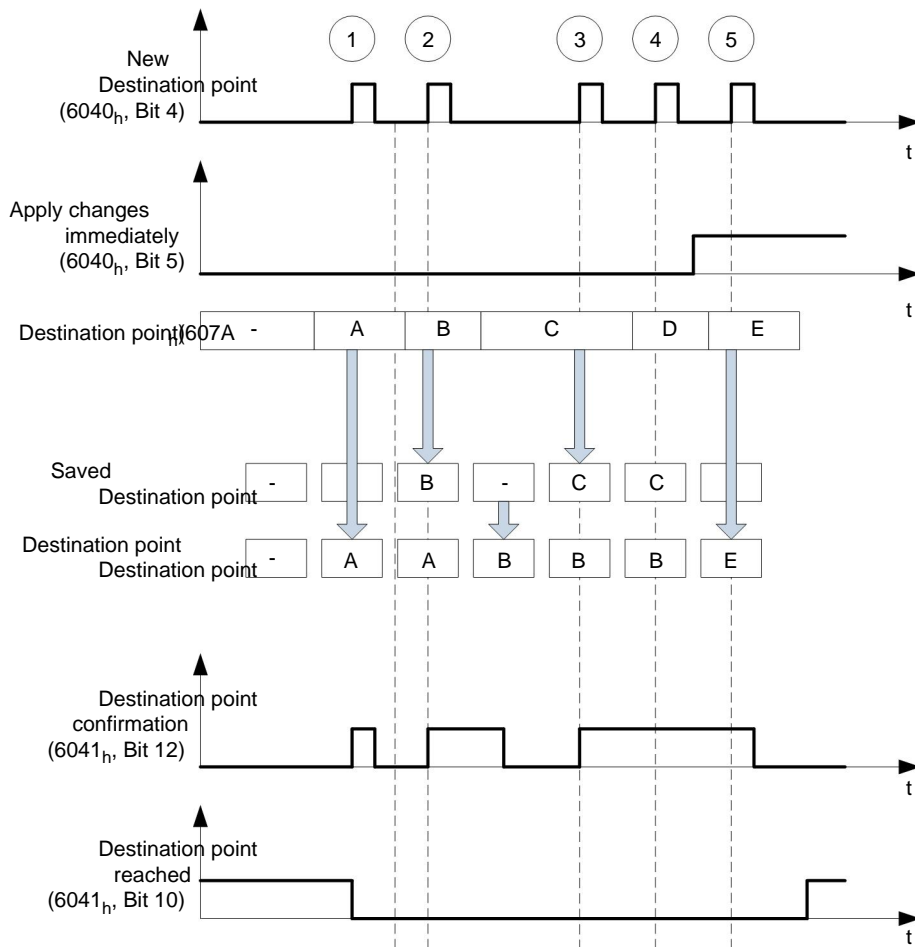 1 2 3 4 5
New
Destination point
(6040h, Bit 4)
t
Apply changes
immediately
(6040h, Bit 5)
t
Destination point)(607A
h
- A B C D E
Saved
Destination point
- B - C C
Destination point
Destination point
- A A B B B E
Destination point
confirmation
(6041h, Bit 12)
t
Destination point
reached
(6041h, Bit 10)
t